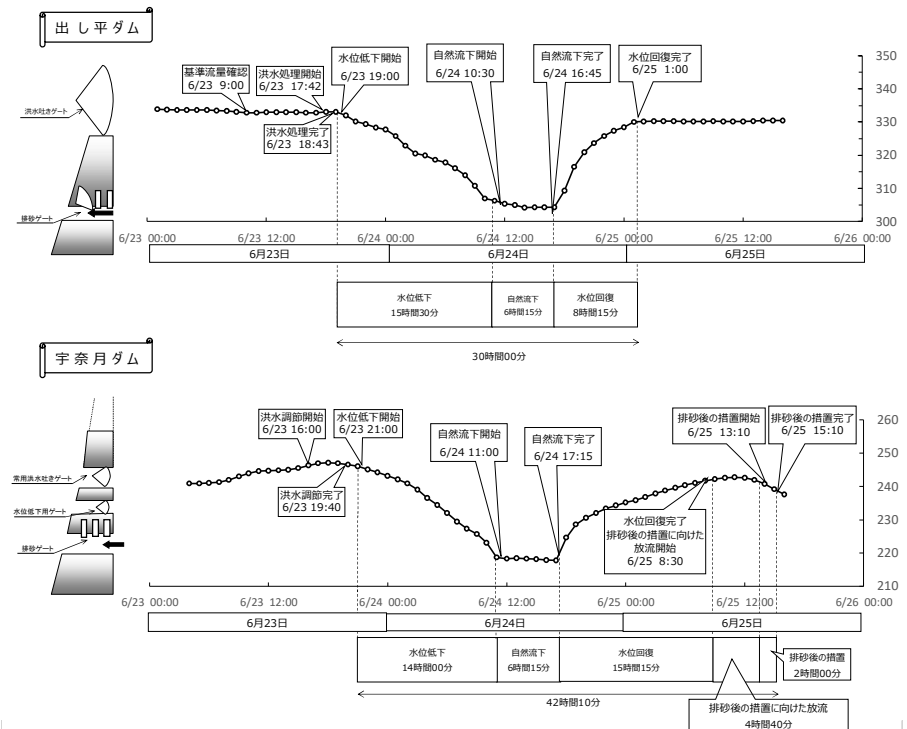 出し平ダム
洪水吐きゲート
排砂ゲート
基準流量確認
6/23 9:00
洪水処理開始
6/23 17:42
洪水処理完了
6/23 18:43
水位低下開始
6/23 19:00
自然流下開始
6/24 10:30
自然流下完了
6/24 16:45
水位回復完了
6/25 1:00
350
340
330
320
310
300
6/23 00:00
6/23 12:00
6/24 00:00
6/24 12:00
6/25 00:00
6/25 12:00
6/26 00:00
6月23日
6月24日
6月25日
水位低下
15時間30分
自然流下
6時間15分
水位回復
8時間15分
30時間00分
宇奈月ダム
常用洪水吐きゲート
水位低下用ゲート
排砂ゲート
洪水調節開始
6/23 16:00
洪水調節完了
6/23 19:40
水位低下開始
6/23 21:00
自然流下開始
6/24 11:00
自然流下完了
6/24 17:15
水位回復完了
排砂後の措置に向けた
放流開始
6/25 8:30
排砂後の措置開始
6/25 13:10
排砂後の措置完了
6/25 15:10
260
250
240
230
220
210
6/23 00:00
6/23 12:00
6/24 00:00
6/24 12:00
6/25 00:00
6/25 12:00
6/26 00:00
6月23日
6月24日
6月25日
水位低下
14時間00分
自然流下
6時間15分
水位回復
15時間15分
排砂後の措置
2時間00分
42時間10分
排砂後の措置に向けた放流
4時間40分